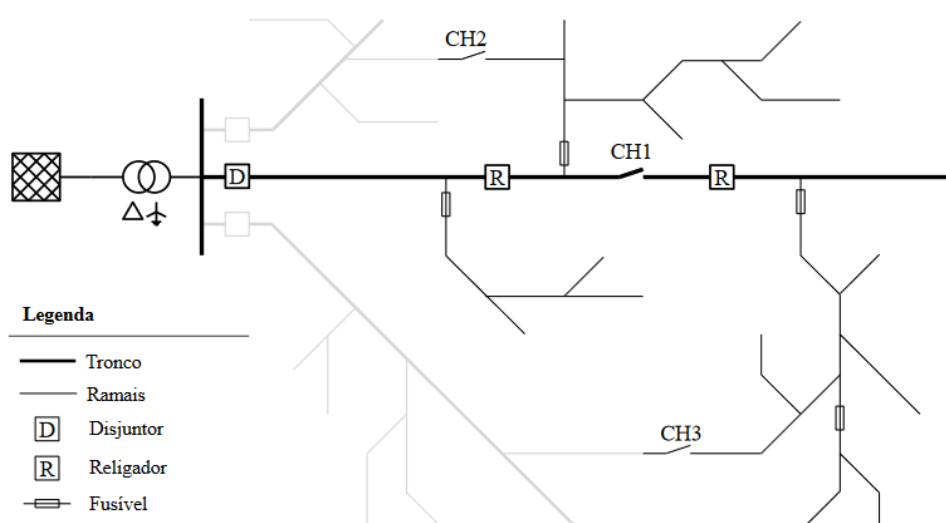 CH2
CH1
D
R
R
CH3
Legenda
Tronco
Ramais
D Disjuntor
R Religador
Fusível